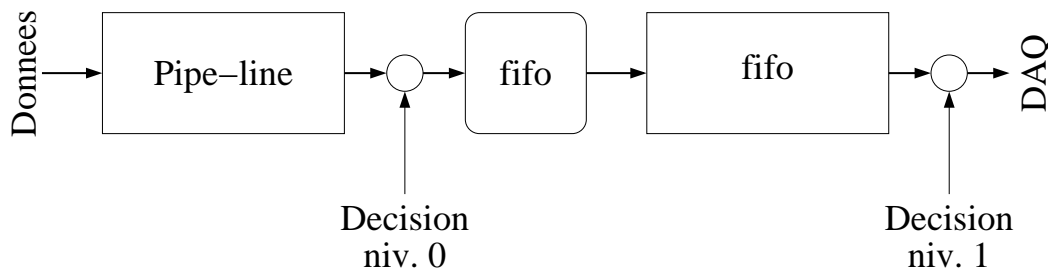 Donnees
Pipe–line
fifo
fifo
DAQ
Decision
niv. 0
Decision
niv. 1